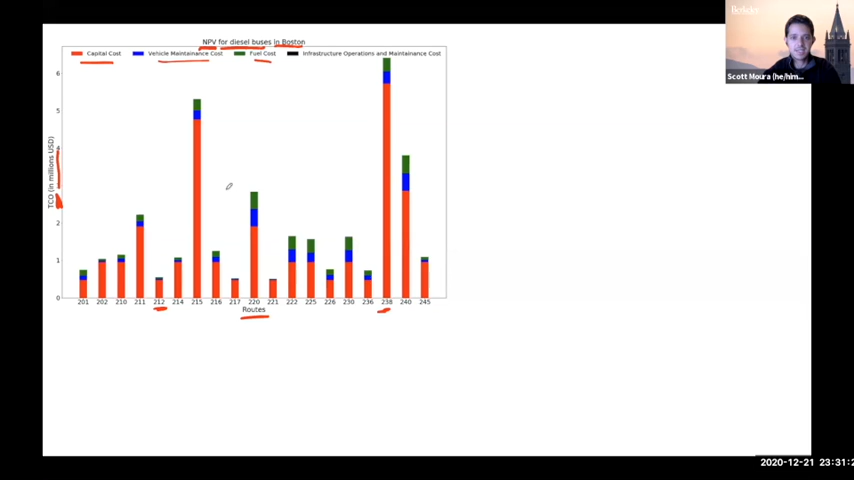 NPV for diesel buses in Boston
Capital Cost Vehicle Maintainance Cost Fuel Cost Infrastructure Operations and Maintainance Cost
TCO (in millions USD)
6
5
4
2
1
0
201 202 210 211 212 214 215 216 217 220 221 222 225 226 230 236 238 240 245
Routes
Berkeley
Scott Moura (he/him...
2020-12-21 23:31:2